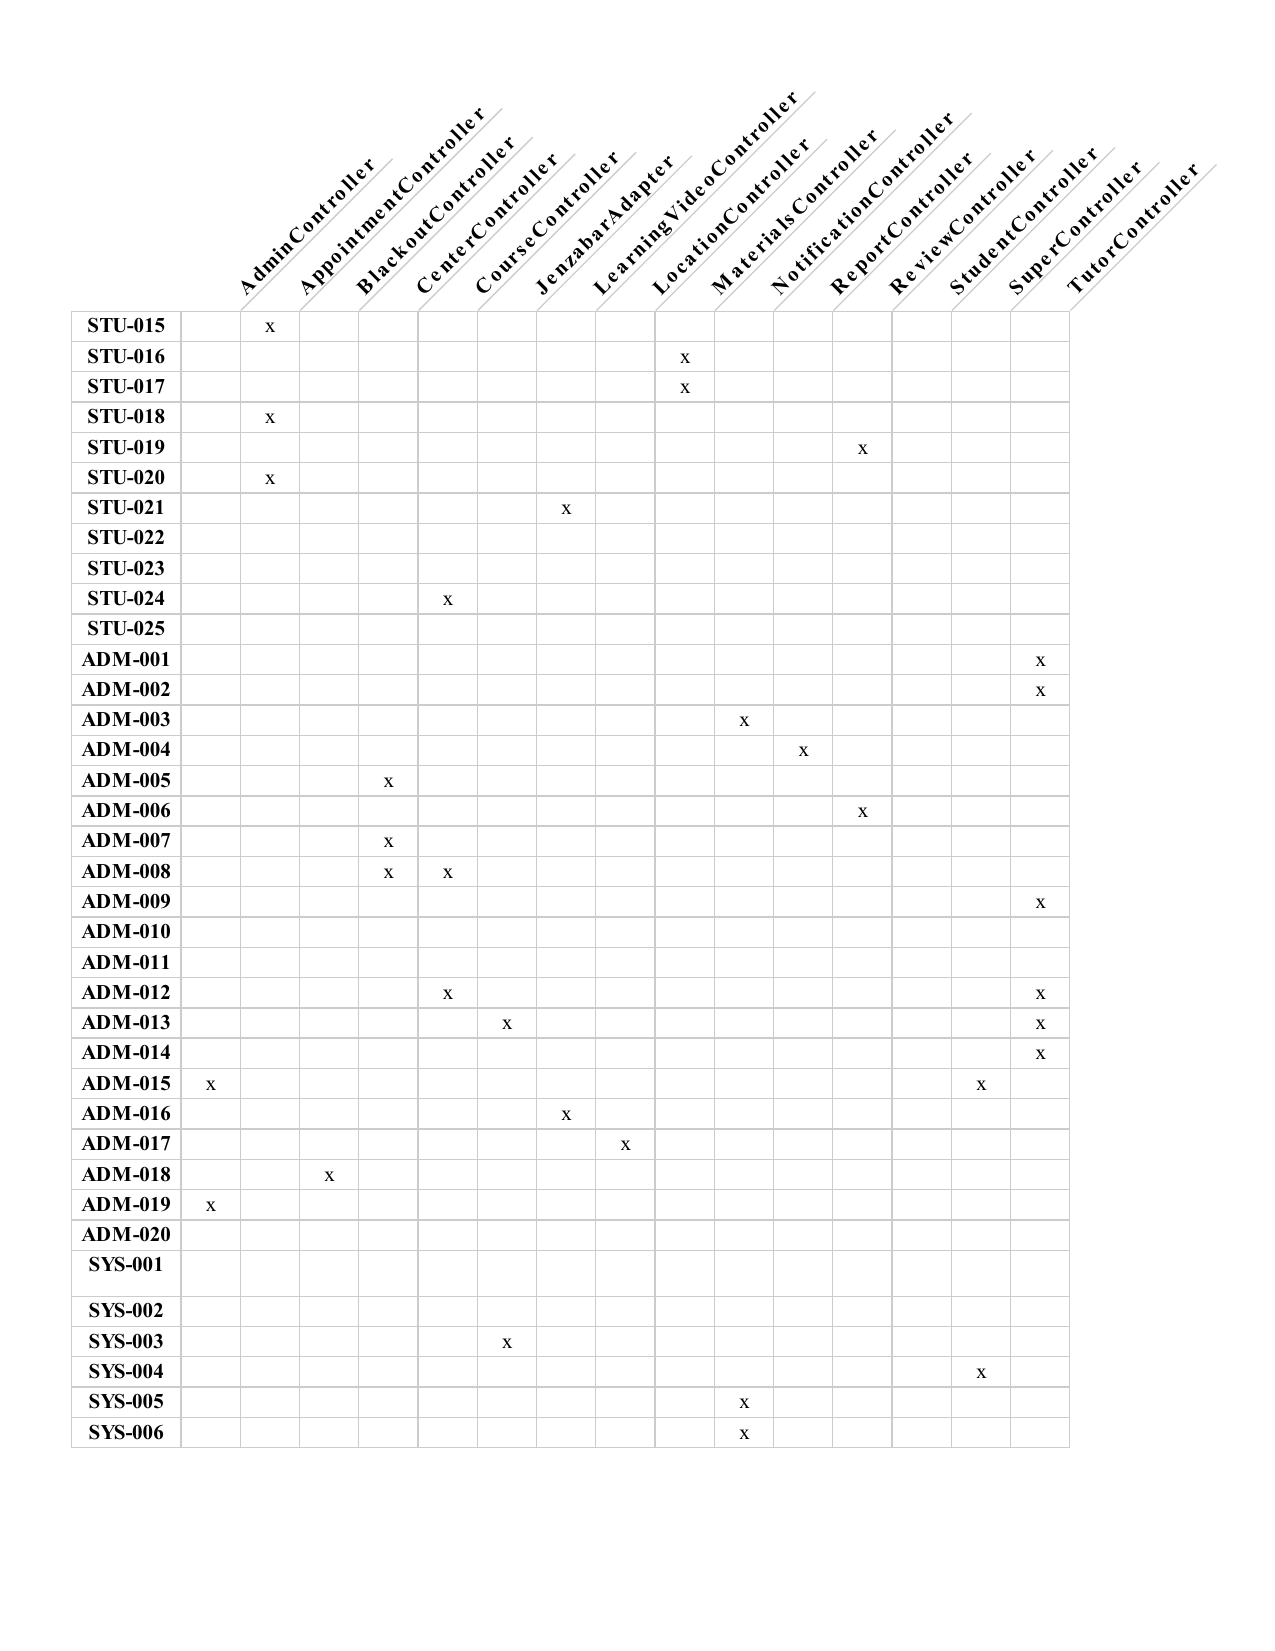 AdminController
AppointmentController
BlackoutController
CenterController
CourseController
JenzabarAdapter
LearningVideoController
LocationController
MaterialsController
NotificationController
ReportController
ReviewController
StudentController
SuperController
TutorController
STU-015 x
STU-016 x
STU-017 x
STU-018 x
STU-019 x
STU-020 x
STU-021 x
STU-022
STU-023
STU-024 x
STU-025
ADM-001 x
ADM-002 x
ADM-003 x
ADM-004 x
ADM-005 x
ADM-006 x
ADM-007 x
ADM-008 x x
ADM-009 x
ADM-010
ADM-011
ADM-012 x x
ADM-013 x x
ADM-014 x
ADM-015 x x
ADM-016 x
ADM-017 x
ADM-018 x
ADM-019 x
ADM-020
SYS-001
SYS-002
SYS-003 x
SYS-004 x
SYS-005 x
SYS-006 x